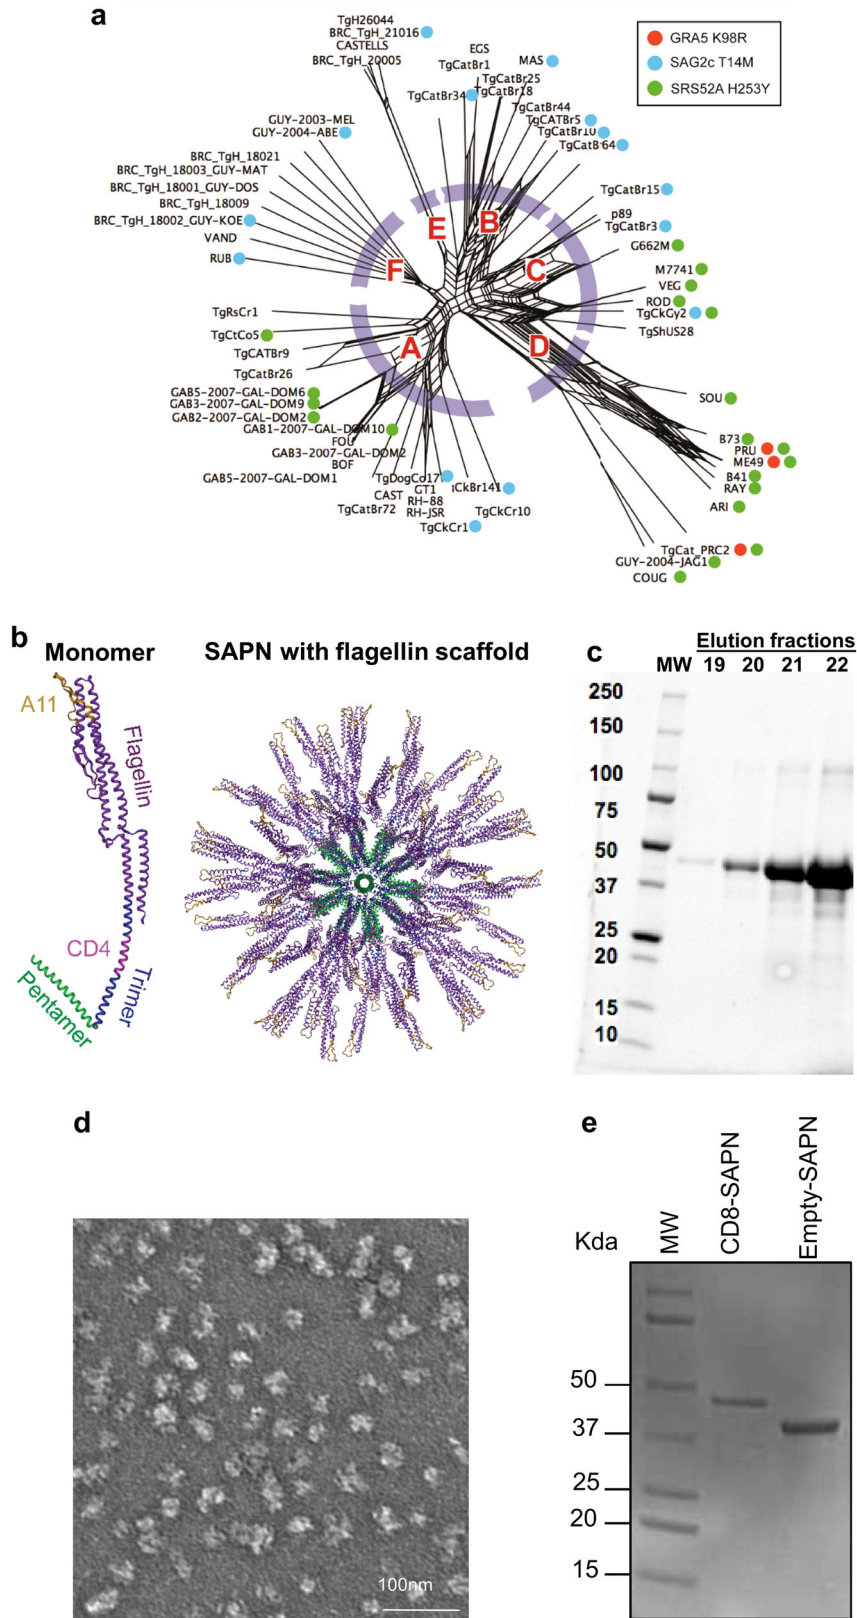 a
GRA5 K98R
SAG2c T14M
SRS52A H253Y
TgH26044
BRC_TgH_21016
CASTELLS
BRC_TgH_20005
EGS
TgCatBr1
MAS
TgCatBr25
TgCatBr18
TgCatBr34
TgCatBr44
TgCATBr5
TgCatBr10
TgCatB 64
GUY-2003-MEL
GUY-2004-ABE
BRC_TgH_18021
BRC_TgH_18003_GUY-MAT
BRC_TgH_18001_GUY-DOS
BRC_TgH_18009
BRC_TgH_18002_GUY-KOE
VAND
RUB
TgCatBr15
p89
TgCatBr3
G662M
M7741
VEG
ROD
TgCkGy2
TgShUS28
E
B
F
C
A
D
TgRsCr1
TgCtCo5
TgCATBr9
TgCatBr26
GAB5-2007-GAL-DOM6
GAB3-2007-GAL-DOM9
GAB2-2007-GAL-DOM2
GAB1-2007-GAL-DOM10
FOU
GAB3-2007-GAL-DOM2
BOF
GAB5-2007-GAL-DOM1
TgDogCo17
CAST
TgCatBr72
GT1
RH-88
RH-JSR
CkBr141
TgCkCr10
TgCkCr1
SOU
B73
PRU
ME49
B41
RAY
ARI
TgCat_PRC2
GUY-2004-JAG1
COUG
b
Monomer
SAPN with flagellin scaffold
A11
Flagellin
CD4
Trimer
Pentamer
c
Elution fractions
MW 19 20 21 22
250
150
100
75
50
37
25
20
15
10
d
100nm
e
Kda
MW
CD8-SAPN
Empty-SAPN
50
37
25
20
15